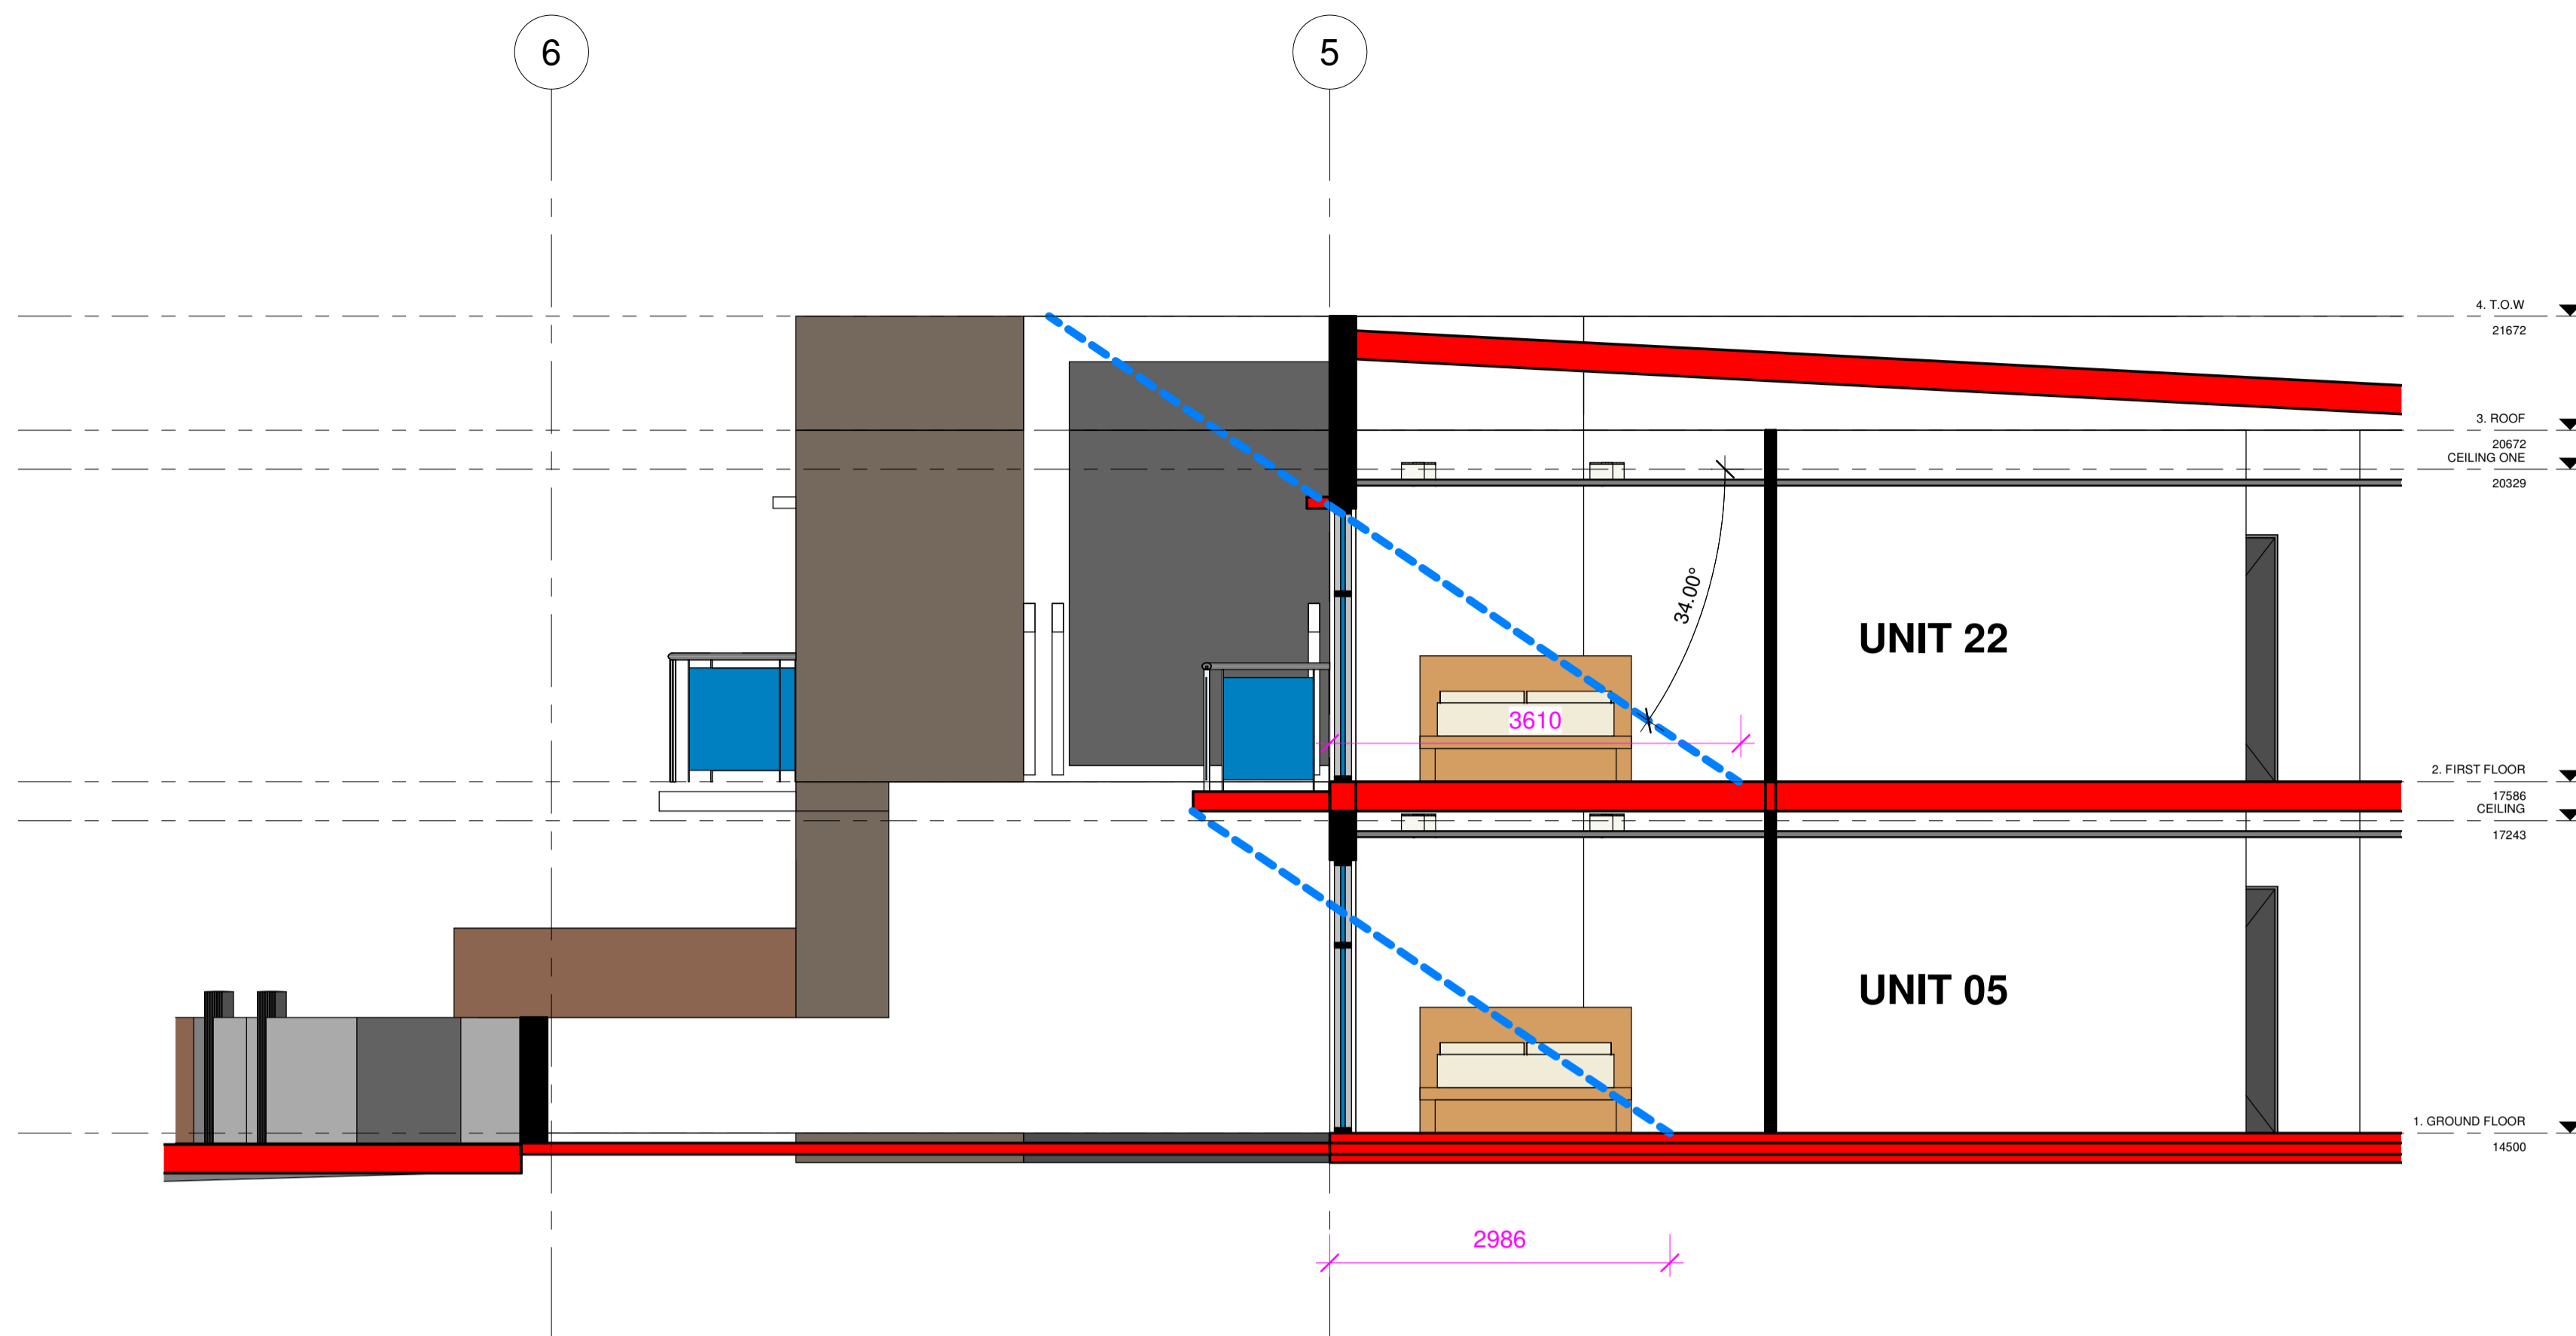 6
5
4. T.O.W
21672
3. ROOF
20672
CEILING ONE
20329
34.00°
UNIT 22
3610
2. FIRST FLOOR
17586
CEILING
17243
UNIT 05
1. GROUND FLOOR
14500
2986